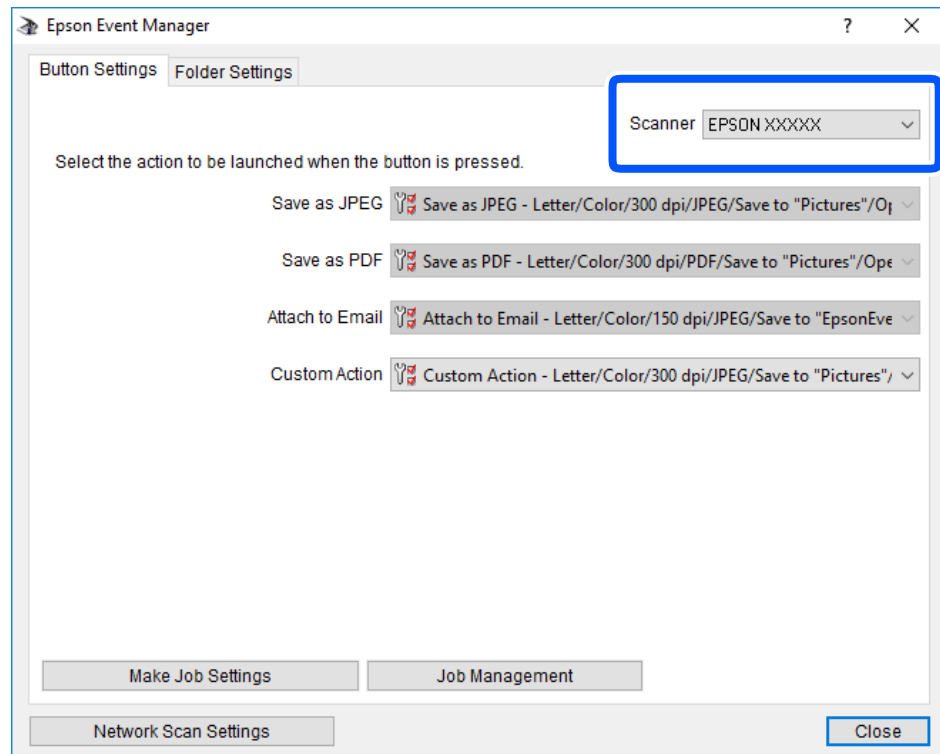 Epson Event Manager
Button Settings Folder Settings
Scanner EPSON XXXXX
Select the action to be launched when the button is pressed.
Save as JPEG Save as JPEG - Letter/Color/300 dpi/JPEG/Save to "Pictures"/Op
Save as PDF Save as PDF - Letter/Color/300 dpi/PDF/Save to "Pictures"/Ope
Attach to Email Attach to Email - Letter/Color/150 dpi/JPEG/Save to "EpsonEve
Custom Action Custom Action - Letter/Color/300 dpi/JPEG/Save to "Pictures"/
Make Job Settings Job Management
Network Scan Settings Close